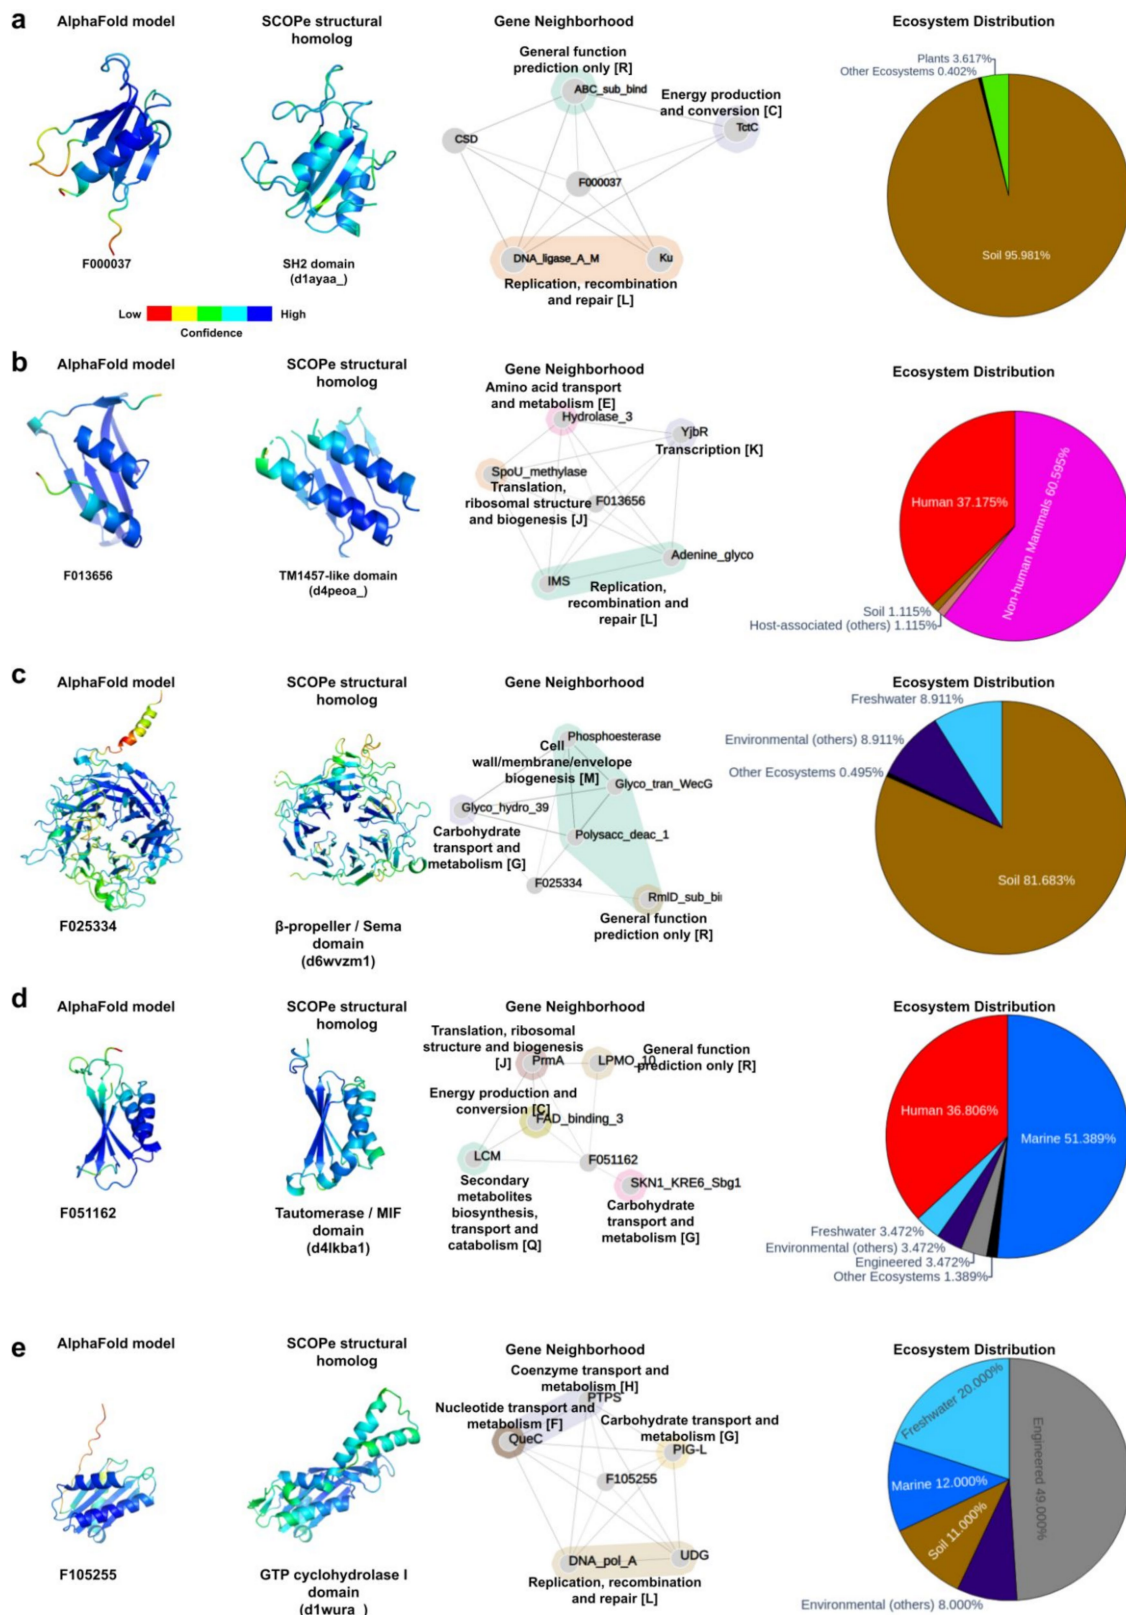 a
AlphaFold model
SCOPe structural
homolog
Gene Neighborhood
Ecosystem Distribution
General function
prediction only [R]
ABC_sub_bind
Energy production
and conversion [C]
TctC
CSD
F000037
DNA_ligase_A_M
Ku
Replication, recombination
and repair [L]
Plants 3.617%
Other Ecosystems 0.402%
Soil 95.981%
F000037
SH2 domain
(d1ayaa_)
Low
High
Confidence
b
AlphaFold model
SCOPe structural
homolog
Gene Neighborhood
Ecosystem Distribution
Amino acid transport
and metabolism [E]
Hydrolase_3
YjbR
Transcription [K]
SpoU_methylase
Translation,
ribosomal structure
and biogenesis [J]
F013656
Adenine_glyco
IMS
Replication,
recombination and
repair [L]
Human 37.175%
Non-human Mammals 60.595%
Soil 1.115%
Host-associated (others) 1.115%
F013656
TM1457-like domain
(d4peoa_)
c
AlphaFold model
SCOPe structural
homolog
Gene Neighborhood
Ecosystem Distribution
Phosphoesterase
Cell
wall/membrane/envelope
biogenesis [M]
Glyco_tran_WecG
Glyco_hydro_39
Carbohydrate
transport and
metabolism [G]
Polysacc_deac_1
F025334
RmlD_sub_bi
General function
prediction only [R]
Freshwater 8.911%
Environmental (others) 8.911%
Other Ecosystems 0.495%
Soil 81.683%
F025334
β-propeller / Sema
domain
(d6wvzm1)
d
AlphaFold model
SCOPe structural
homolog
Gene Neighborhood
Ecosystem Distribution
Translation, ribosomal
structure and biogenesis
[J]
PrmA
LPMO_10
General function
prediction only [R]
Energy production and
conversion [C]
FAD_binding_3
LCM
F051162
Secondary
metabolites
biosynthesis,
transport and
catabolism [Q]
SKN1_KRE6_Sbg1
Carbohydrate
transport and
metabolism [G]
Human 36.806%
Marine 51.389%
Freshwater 3.472%
Environmental (others) 3.472%
Engineered 3.472%
Other Ecosystems 1.389%
F051162
Tautomerase / MIF
domain
(d4lkba1)
e
AlphaFold model
SCOPe structural
homolog
Gene Neighborhood
Ecosystem Distribution
Coenzyme transport and
metabolism [H]
PTPS
Nucleotide transport and
metabolism [F]
QueC
Carbohydrate transport and
metabolism [G]
PIG-L
F105255
DNA_pol_A
UDG
Replication, recombination
and repair [L]
Freshwater 20.000%
Engineered 49.000%
Marine 12.000%
Soil 11.000%
Environmental (others) 8.000%
F105255
GTP cyclohydrolase I
domain
(d1wura_)